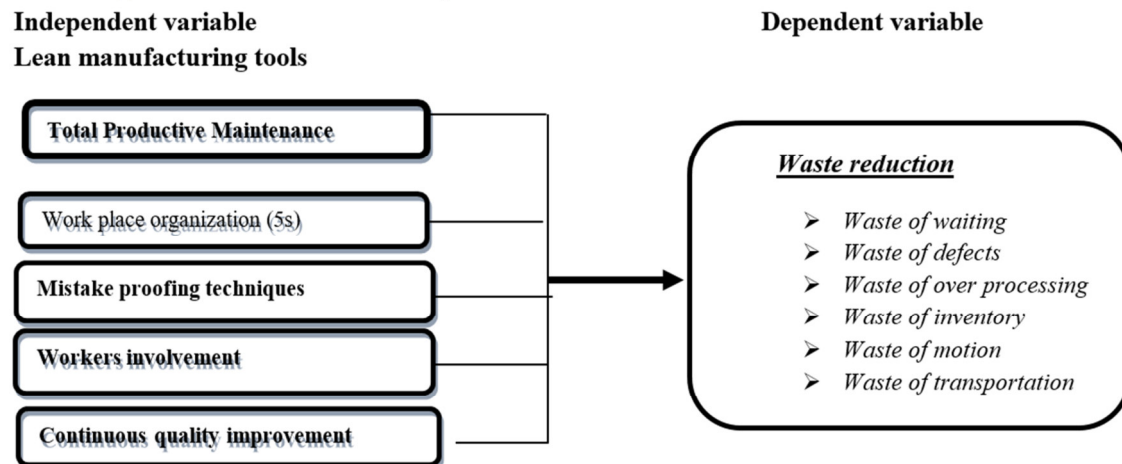 Independent variable
Lean manufacturing tools
Total Productive Maintenance
Work place organization (5s)
Mistake proofing techniques
Workers involvement
Continuous quality improvement
Dependent variable
Waste reduction
Waste of waiting
Waste of defects
Waste of over processing
Waste of inventory
Waste of motion
Waste of transportation